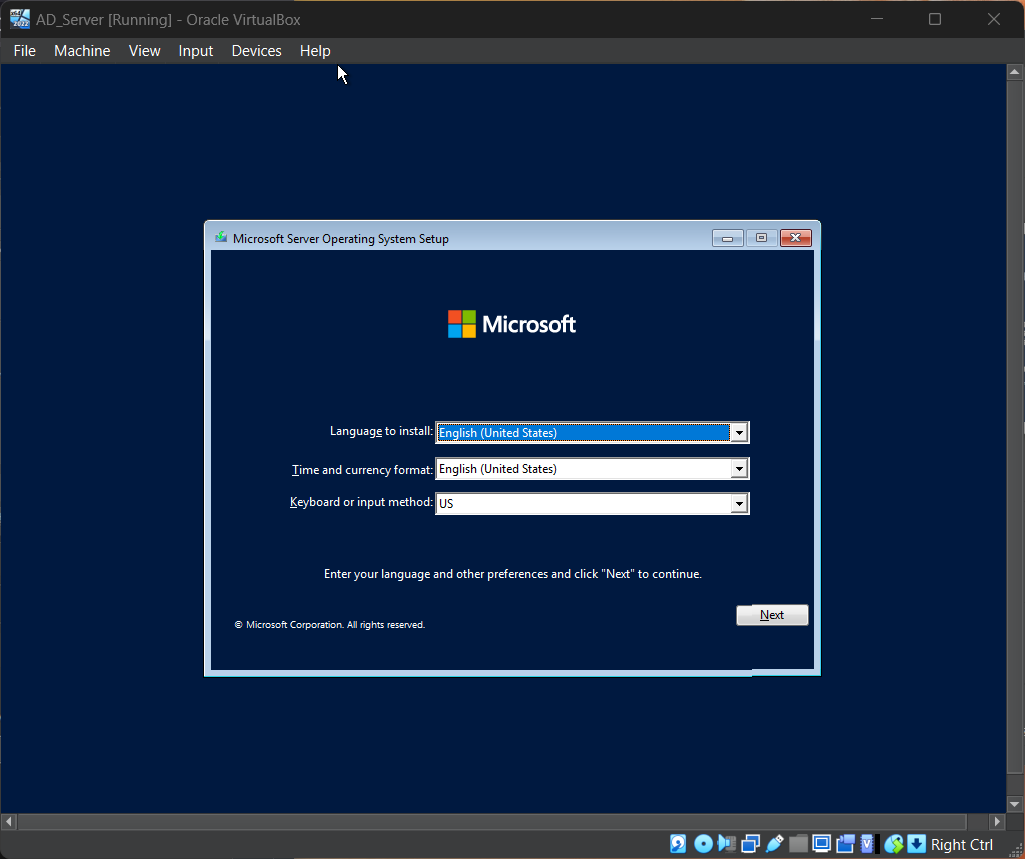 AD_Server [Running] - Oracle VirtualBox
File Machine View Input Devices Help
Microsoft Server Operating System Setup
Microsoft
Language to install: English (United States)
Time and currency format: English (United States)
Keyboard or input method: US
Enter your language and other preferences and click "Next" to continue.
Next
© Microsoft Corporation. All rights reserved.
Right Ctrl